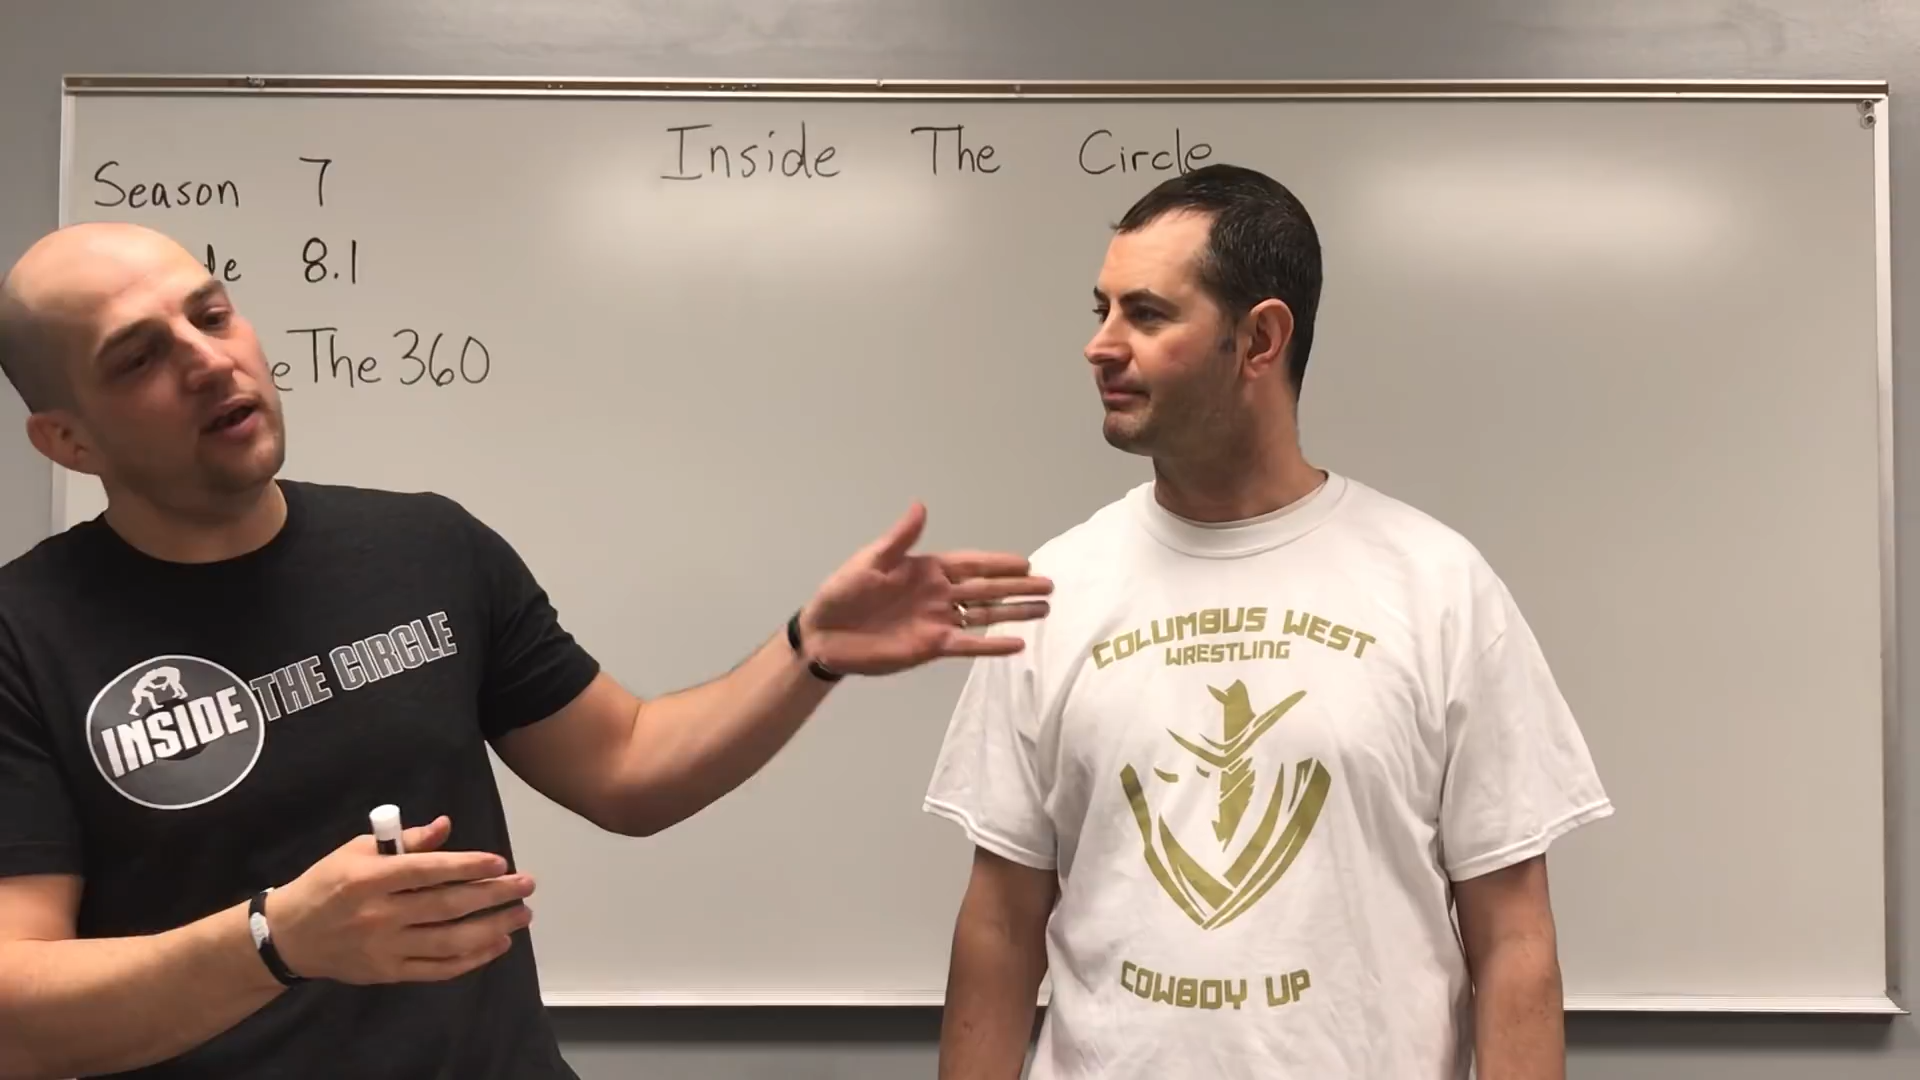 Inside The Circle
Season 7
8.1
The 360
INSIDE THE CIRCLE
COLUMBUS WEST
WRESTLING
COWBOY UP